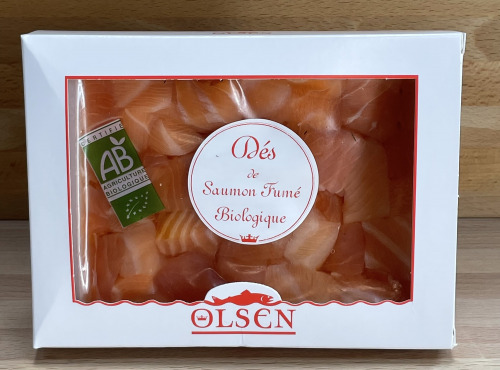 CERTIFIÉ
AB
AGRICULTURE
BIOLOGIQUE
Dés
de
Saumon Fumé
Biologique
OLSEN